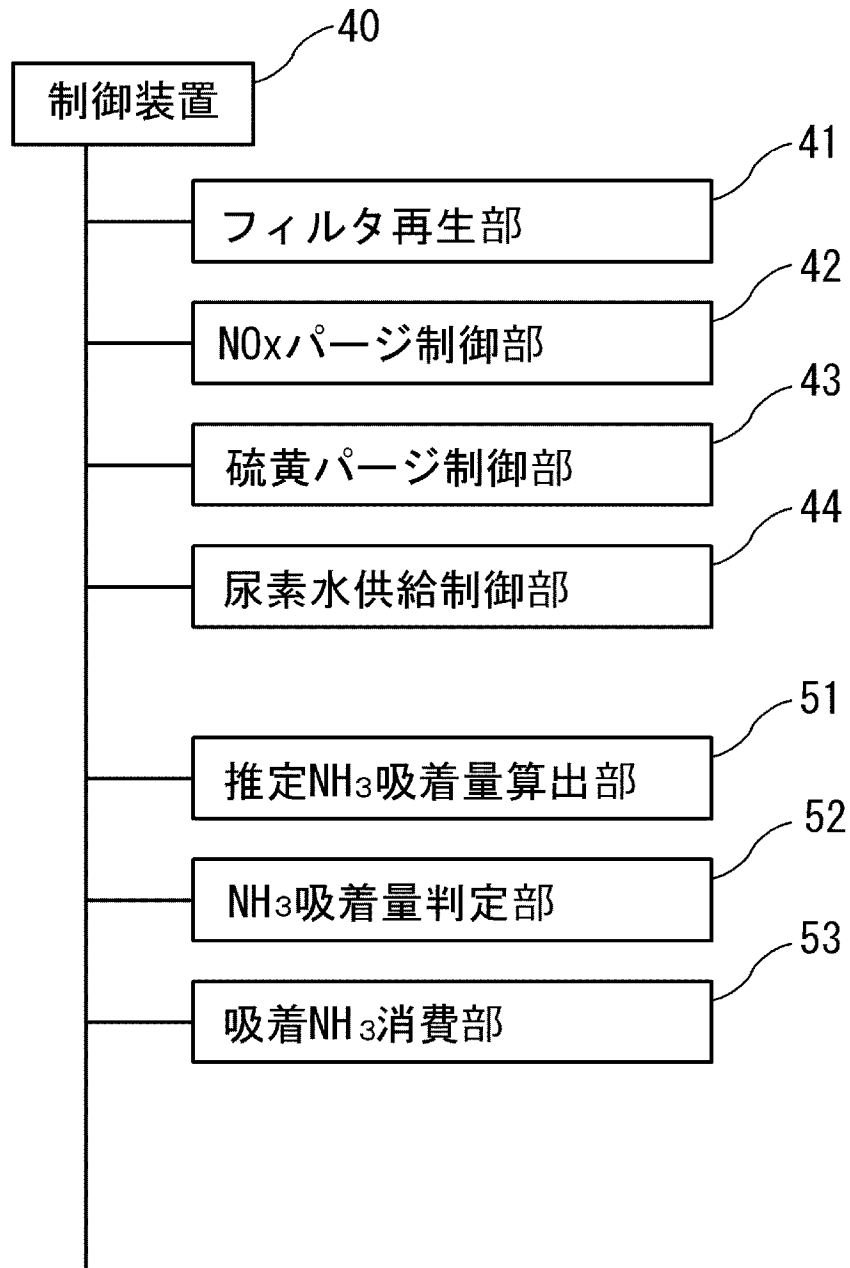 40
制御装置
41
フィルタ再生部
42
NOxパージ制御部
43
硫黄パージ制御部
44
尿素水供給制御部
51
推定NH₃吸着量算出部
52
NH₃吸着量判定部
53
吸着NH₃消費部